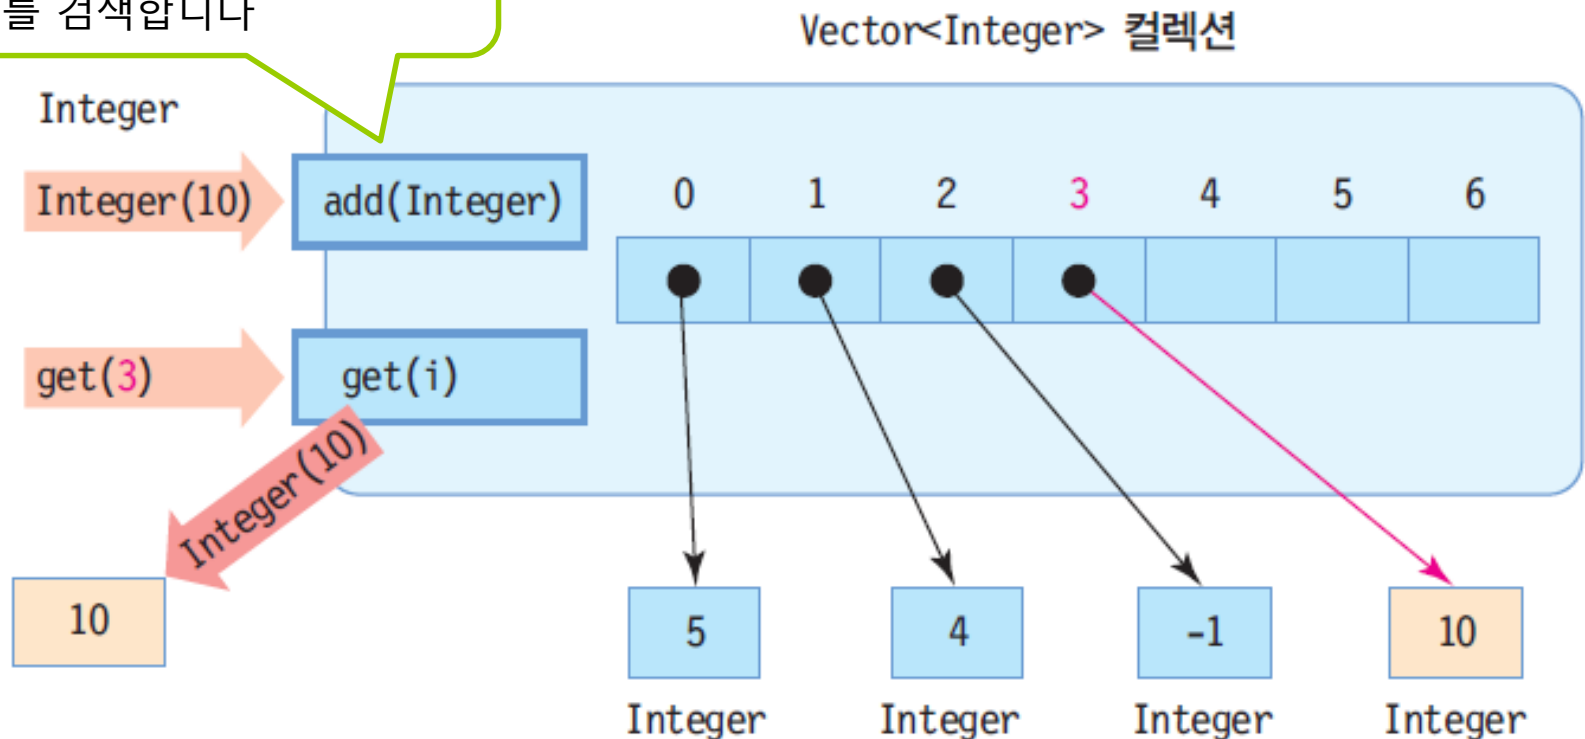 를 검색합니다
Vector<Integer> 컬렉션
Integer
Integer(10)
add(Integer)
0 1 2 3 4 5 6
get(3)
get(i)
Integer(10)
10
5 4 -1 10
Integer Integer Integer Integer